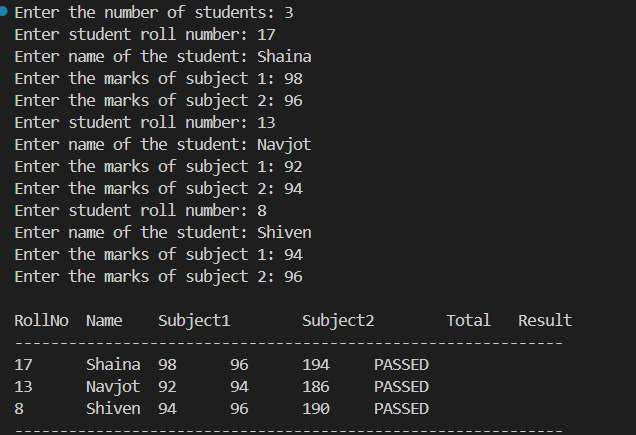 Enter the number of students: 3
Enter student roll number: 17
Enter name of the student: Shaina
Enter the marks of subject 1: 98
Enter the marks of subject 2: 96
Enter student roll number: 13
Enter name of the student: Navjot
Enter the marks of subject 1: 92
Enter the marks of subject 2: 94
Enter student roll number: 8
Enter name of the student: Shiven
Enter the marks of subject 1: 94
Enter the marks of subject 2: 96
RollNo  Name    Subject1        Subject2        Total   Result
-------------------------------------------------------------
17      Shaina  98      96      194     PASSED
13      Navjot  92      94      186     PASSED
8       Shiven  94      96      190     PASSED
-------------------------------------------------------------